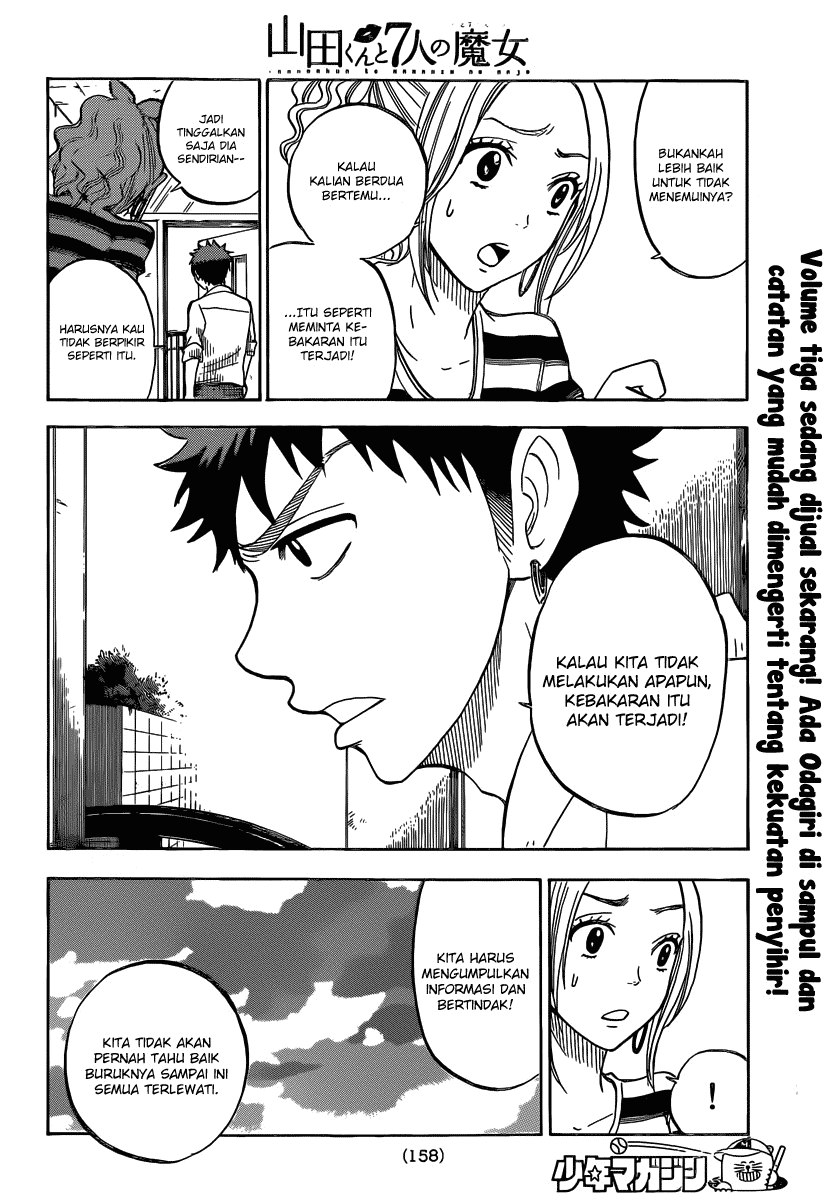 山田くんと7人の魔女
BUKANKAH
LEBIH BAIK
UNTUK TIDAK
MENEMUINYA?
KALAU
KALIAN BERDUA
BERTEMU...
...ITU SEPERTI
MEMINTA KE-
BAKARAN ITU
TERJADI!
JADI
TINGGALKAN
SAJA DIA
SENDIRIAN--
HARUSNYA KAU
TIDAK BERPIKIR
SEPERTI ITU.
KALAU KITA TIDAK
MELAKUKAN APAPUN,
KEBAKARAN ITU
AKAN TERJADI!
!
KITA HARUS
MENGUMPULKAN
INFORMASI DAN
BERTINDAK!
KITA TIDAK AKAN
PERNAH TAHU BAIK
BURUKNYA SAMPAI INI
SEMUA TERLEWATI.
Volume tiga sedang dijual sekarang! Ada Odagiri di sampul dan
catatan yang mudah dimengerti tentang kekuatan penyihir!
(158)
少年マガジン